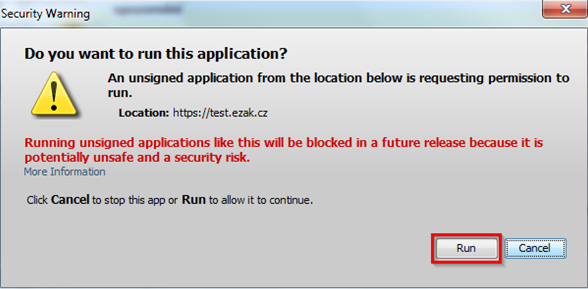 Security Warning
Do you want to run this application?
An unsigned application from the location below is requesting permission to
run.
Location: https://test.ezak.cz
Running unsigned applications like this will be blocked in a future release because it is
potentially unsafe and a security risk.
More Information
Click Cancel to stop this app or Run to allow it to continue.
Run
Cancel